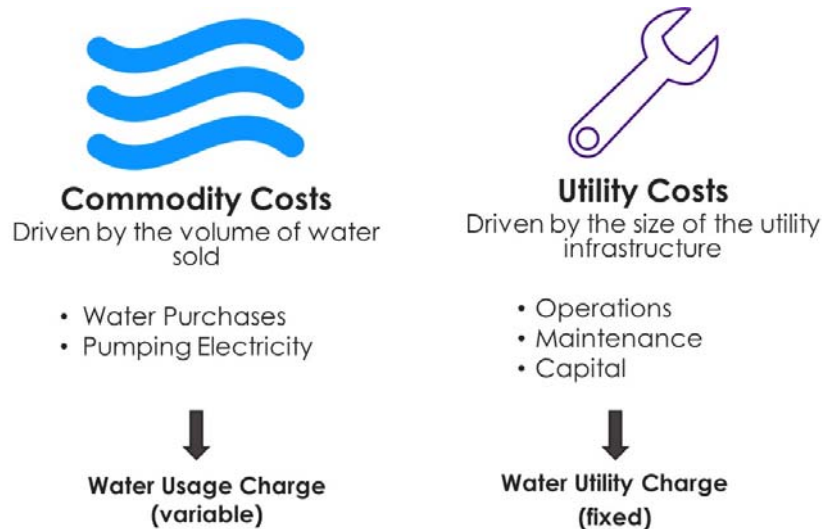 Commodity Costs
Driven by the volume of water
sold
• Water Purchases
• Pumping Electricity
Water Usage Charge
(variable)
Utility Costs
Driven by the size of the utility
infrastructure
• Operations
• Maintenance
• Capital
Water Utility Charge
(fixed)